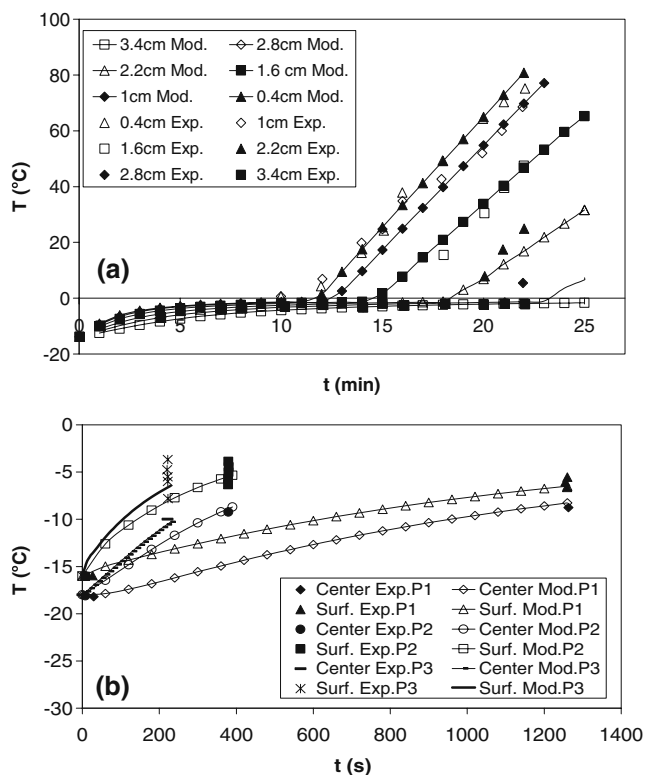 100
80
60
40
20
0
-20
T (°C)
3.4cm Mod. 2.8cm Mod.
2.2cm Mod. 1.6 cm Mod.
1cm Mod. 0.4cm Mod.
0.4cm Exp. 1cm Exp.
1.6cm Exp. 2.2cm Exp.
2.8cm Exp. 3.4cm Exp.
(a)
0 5 10 15 20 25
t (min)
0
-5
-10
-15
-20
-25
-30
T (°C)
Center Exp.P1 Center Mod.P1
Surf. Exp.P1 Surf. Mod.P1
Center Exp.P2 Center Mod.P2
Surf. Exp.P2 Surf. Mod.P2
Center Exp.P3 Center Mod.P3
Surf. Exp.P3 Surf. Mod.P3
(b)
0 200 400 600 800 1000 1200 1400
t (s)